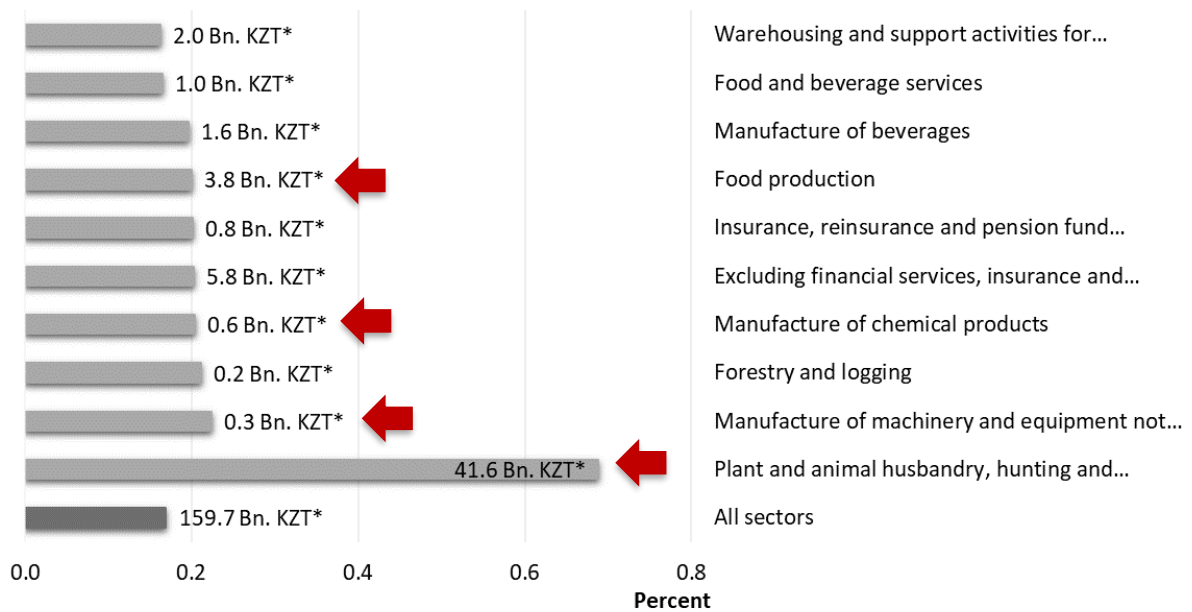 2.0 Bn. KZT* Warehousing and support activities for...
1.0 Bn. KZT* Food and beverage services
1.6 Bn. KZT* Manufacture of beverages
3.8 Bn. KZT* Food production
0.8 Bn. KZT* Insurance, reinsurance and pension fund...
5.8 Bn. KZT* Excluding financial services, insurance and...
0.6 Bn. KZT* Manufacture of chemical products
0.2 Bn. KZT* Forestry and logging
0.3 Bn. KZT* Manufacture of machinery and equipment not...
41.6 Bn. KZT* Plant and animal husbandry, hunting and...
159.7 Bn. KZT* All sectors
0.0 0.2 0.4 0.6 0.8
Percent